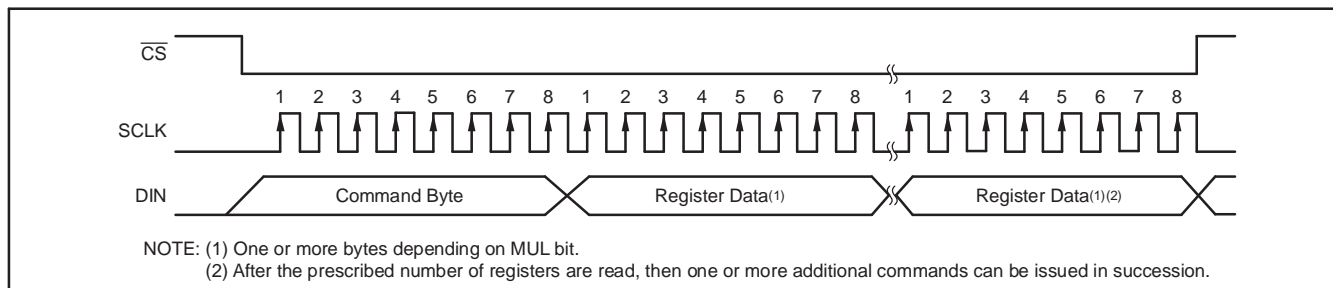 CS
1 2 3 4 5 6 7 8 1 2 3 4 5 6 7 8 1 2 3 4 5 6 7 8
SCLK
DIN Command Byte Register Data(1) Register Data(1)(2)
NOTE: (1) One or more bytes depending on MUL bit.
(2) After the prescribed number of registers are read, then one or more additional commands can be issued in succession.